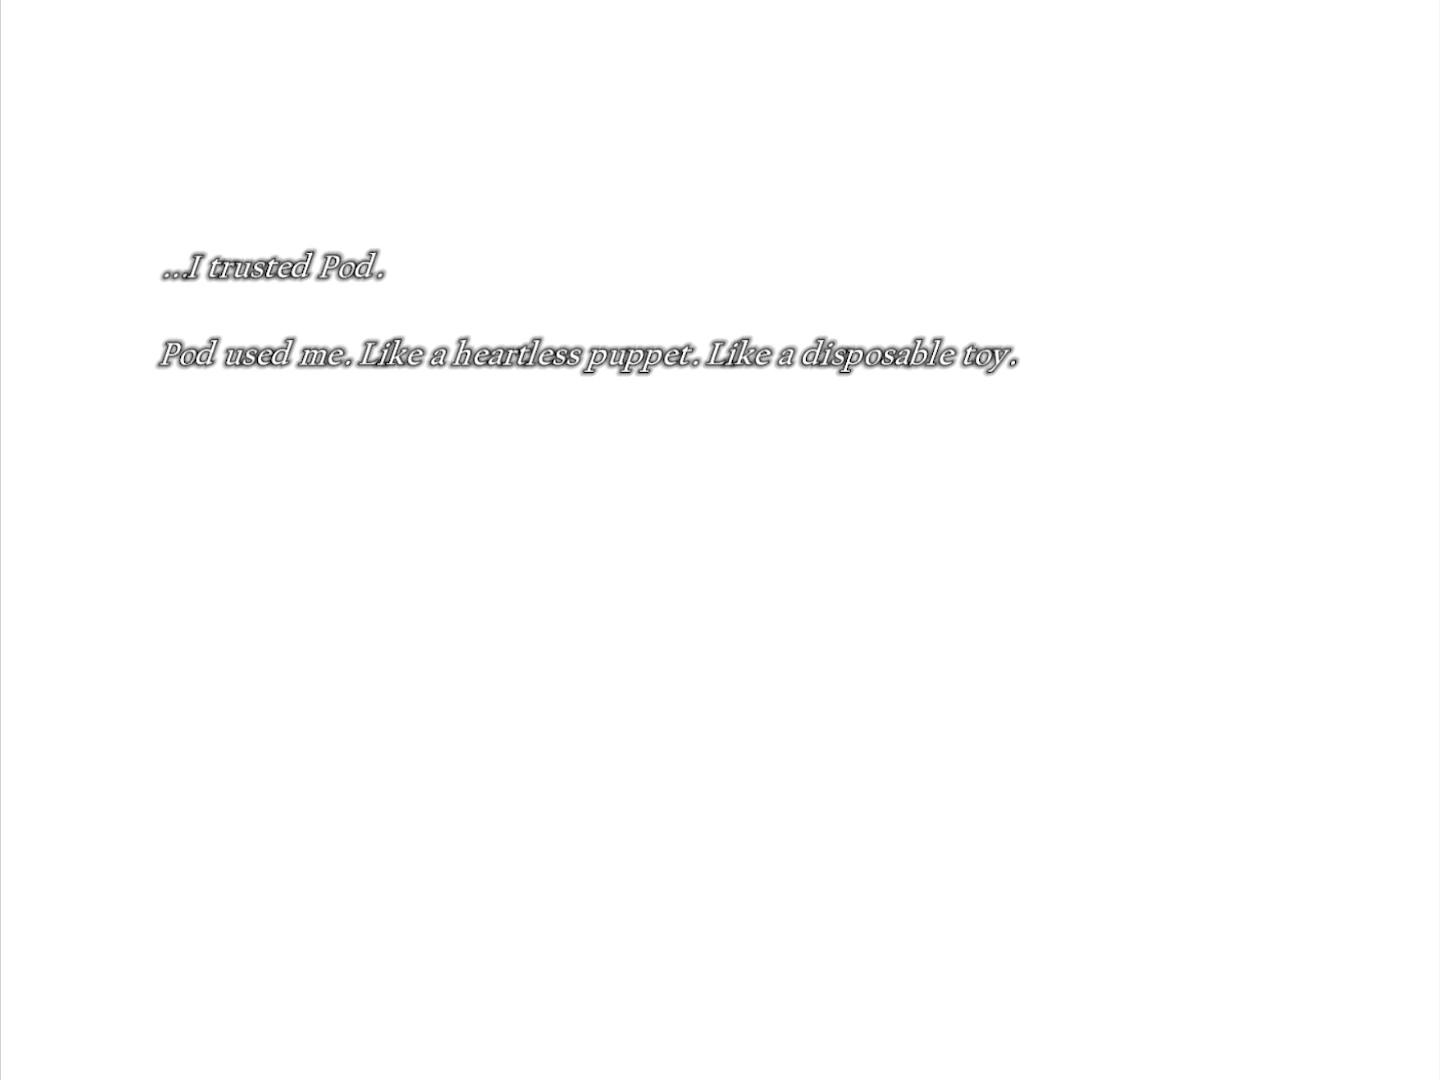 ...I trusted Pod.
Pod used me. Like a heartless puppet. Like a disposable toy.